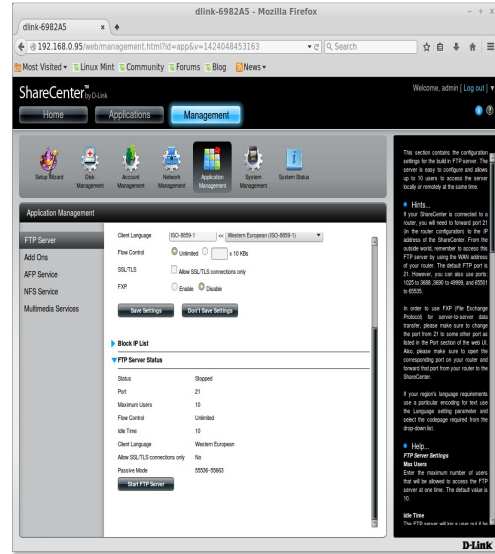 dlink-6982A5 - Mozilla Firefox
dlink-6982A5 x
192.168.0.95/web/management.html?id=app&v=1424048453163
Search
Most Visited Linux Mint Community Forums Blog News
ShareCenter™ by D-Link
Welcome, admin [ Log out ]
Home Applications Management
Setup Wizard
Disk Management
Account Management
Network Management
Application Management
System Management
System Status
Application Management
FTP Server
Add Ons
AFP Service
NFS Service
Multimedia Services
Client Language ISO-8859-1 << Western European (ISO-8859-1)
Flow Control Unlimited x 10 KBs
SSL/TLS Allow SSL/TLS connections only
FXP Enable Disable
Save Settings Don't Save Settings
Block IP List
FTP Server Status
Status Stopped
Port 21
Maximum Users 10
Flow Control Unlimited
Idle Time 10
Client Language Western European
Allow SSL/TLS connections only No
Passive Mode 55536~55663
Start FTP Server
This section contains the configuration
settings for the build in FTP server. The
server is easy to configure and allows
up to 10 users to access the server
locally or remotely at the same time.
Hints...
If your ShareCenter is connected to a
router, you will need to forward port 21
(in the router configuration) to the IP
address of the ShareCenter. From the
outside world, remember to access this
FTP server by using the WAN address
of your router. The default FTP port is
21, However, you can also use ports:
1025 to 3688 ,3690 to 49999, and 65501
to 65535.
In order to use FXP (File Exchange
Protocol) for server-to-server data
transfer, please make sure to change
the port from 21 to some other port as
listed in the Port section of the web UI.
Also, please make sure to open the
corresponding port on your router and
forward that port from your router to the
ShareCenter.
If your region's language requirements
use a particular encoding for text use
the Language setting parameter and
select the codepage required from the
drop-down list.
Help...
FTP Server Settings
Max Users
Enter the maximum number of users
that will be allowed to access the FTP
server at one time. The default value is
10.
Idle Time
The FTP server will log a user out if he
D-Link